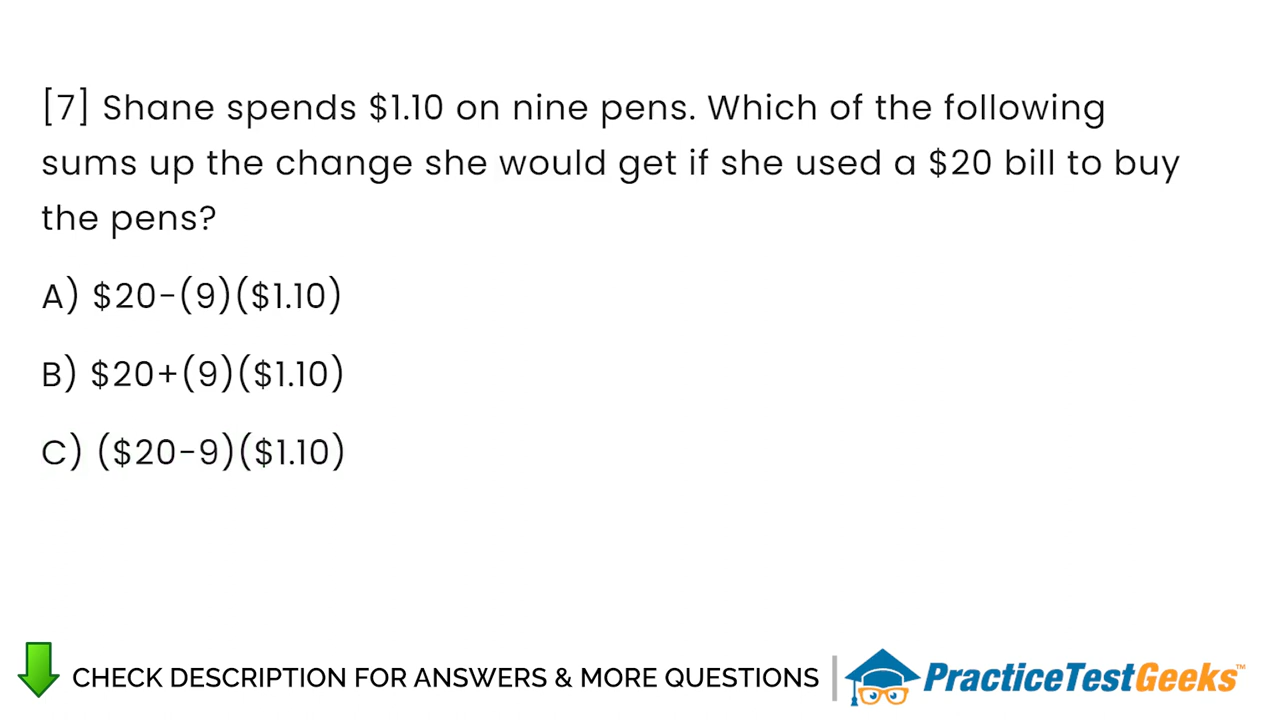 [7] Shane spends $1.10 on nine pens. Which of the following
sums up the change she would get if she used a $20 bill to buy
the pens?
A) $20-(9)($1.10)
B) $20+(9)($1.10)
C) ($20-9)($1.10)
CHECK DESCRIPTION FOR ANSWERS & MORE QUESTIONS
PracticeTestGeeks™